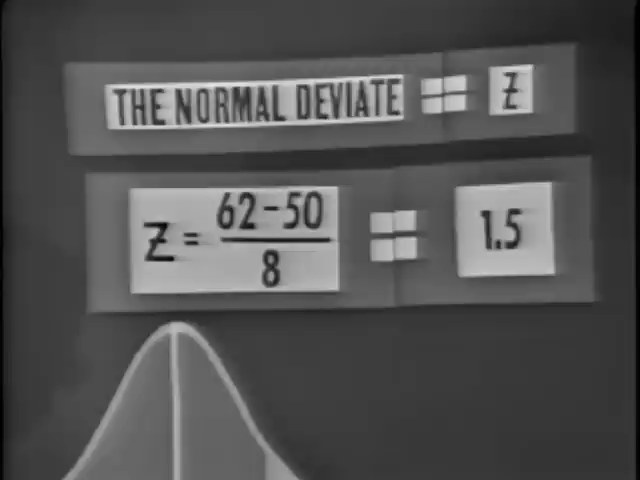 THE NORMAL DEVIATE = Z
Z = 62-50 / 8 = 1.5